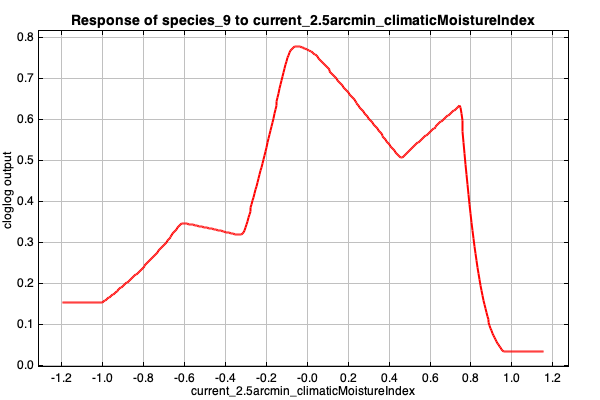 Response of species_9 to current_2.5arcmin_climaticMoistureIndex
0.8
0.7
0.6
0.5
0.4
0.3
0.2
0.1
0.0
cloglog output
-1.2 -1.0 -0.8 -0.6 -0.4 -0.2 -0.0 0.2 0.4 0.6 0.8 1.0 1.2
current_2.5arcmin_climaticMoistureIndex